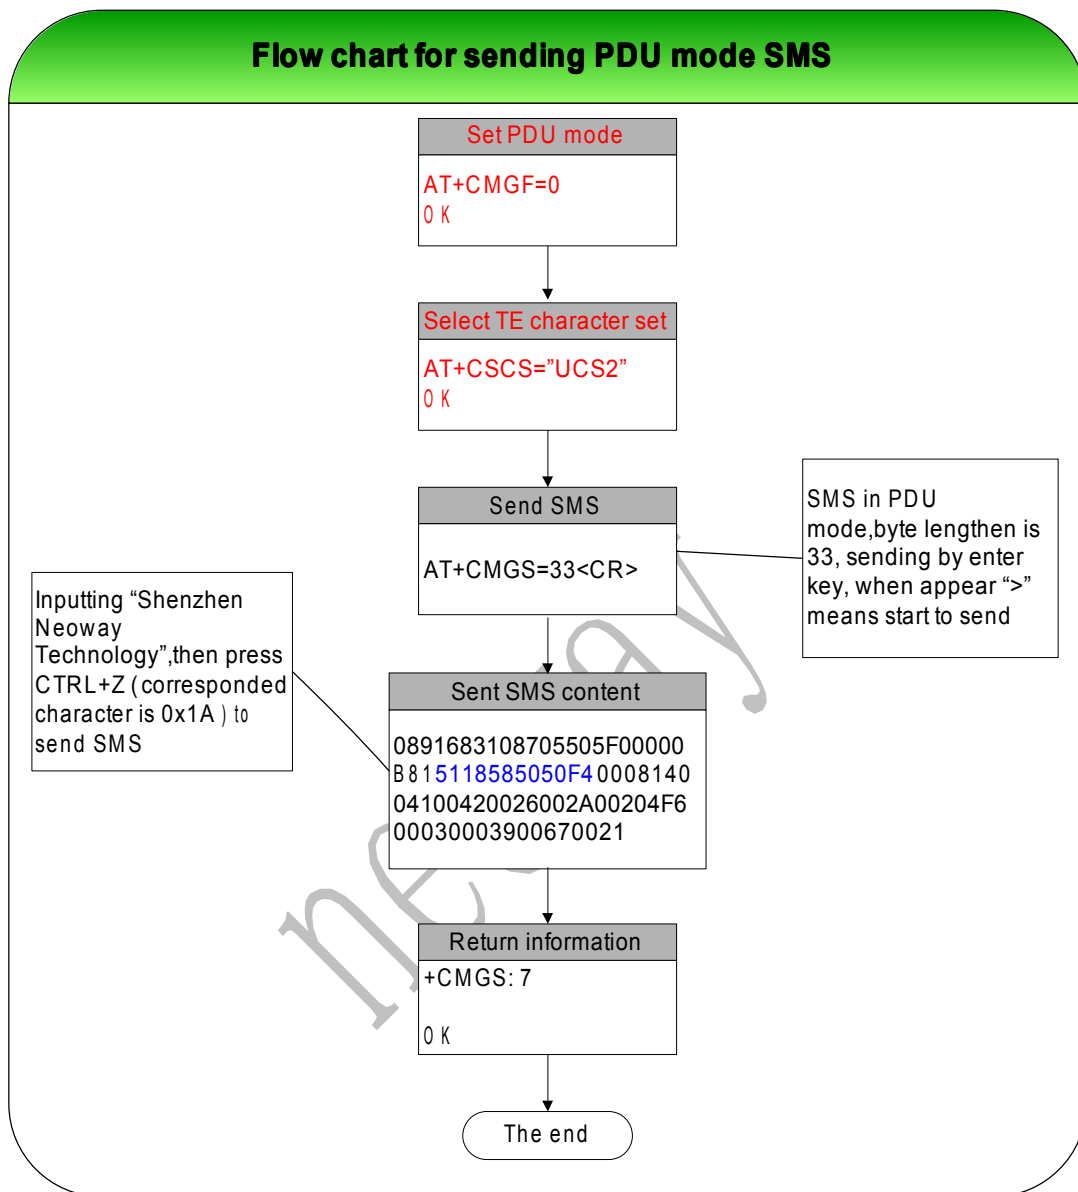 Flow chart for sending PDU mode SMS
Set PDU mode
AT+CMGF=0
OK
Select TE character set
AT+CSCS=”UCS2”
OK
Send SMS
AT+CMGS=33<CR>
SMS in PDU
mode,byte lengthen is
33, sending by enter
key, when appear “>”
means start to send
Inputting “Shenzhen
Neoway
Technology”,then press
CTRL+Z ( corresponded
character is 0x1A ) to
send SMS
Sent SMS content
0891683108705505F00000
B815118585050F40008140
04100420026002A00204F6
000300003900670021
Return information
+CMGS: 7
OK
The end
neoway